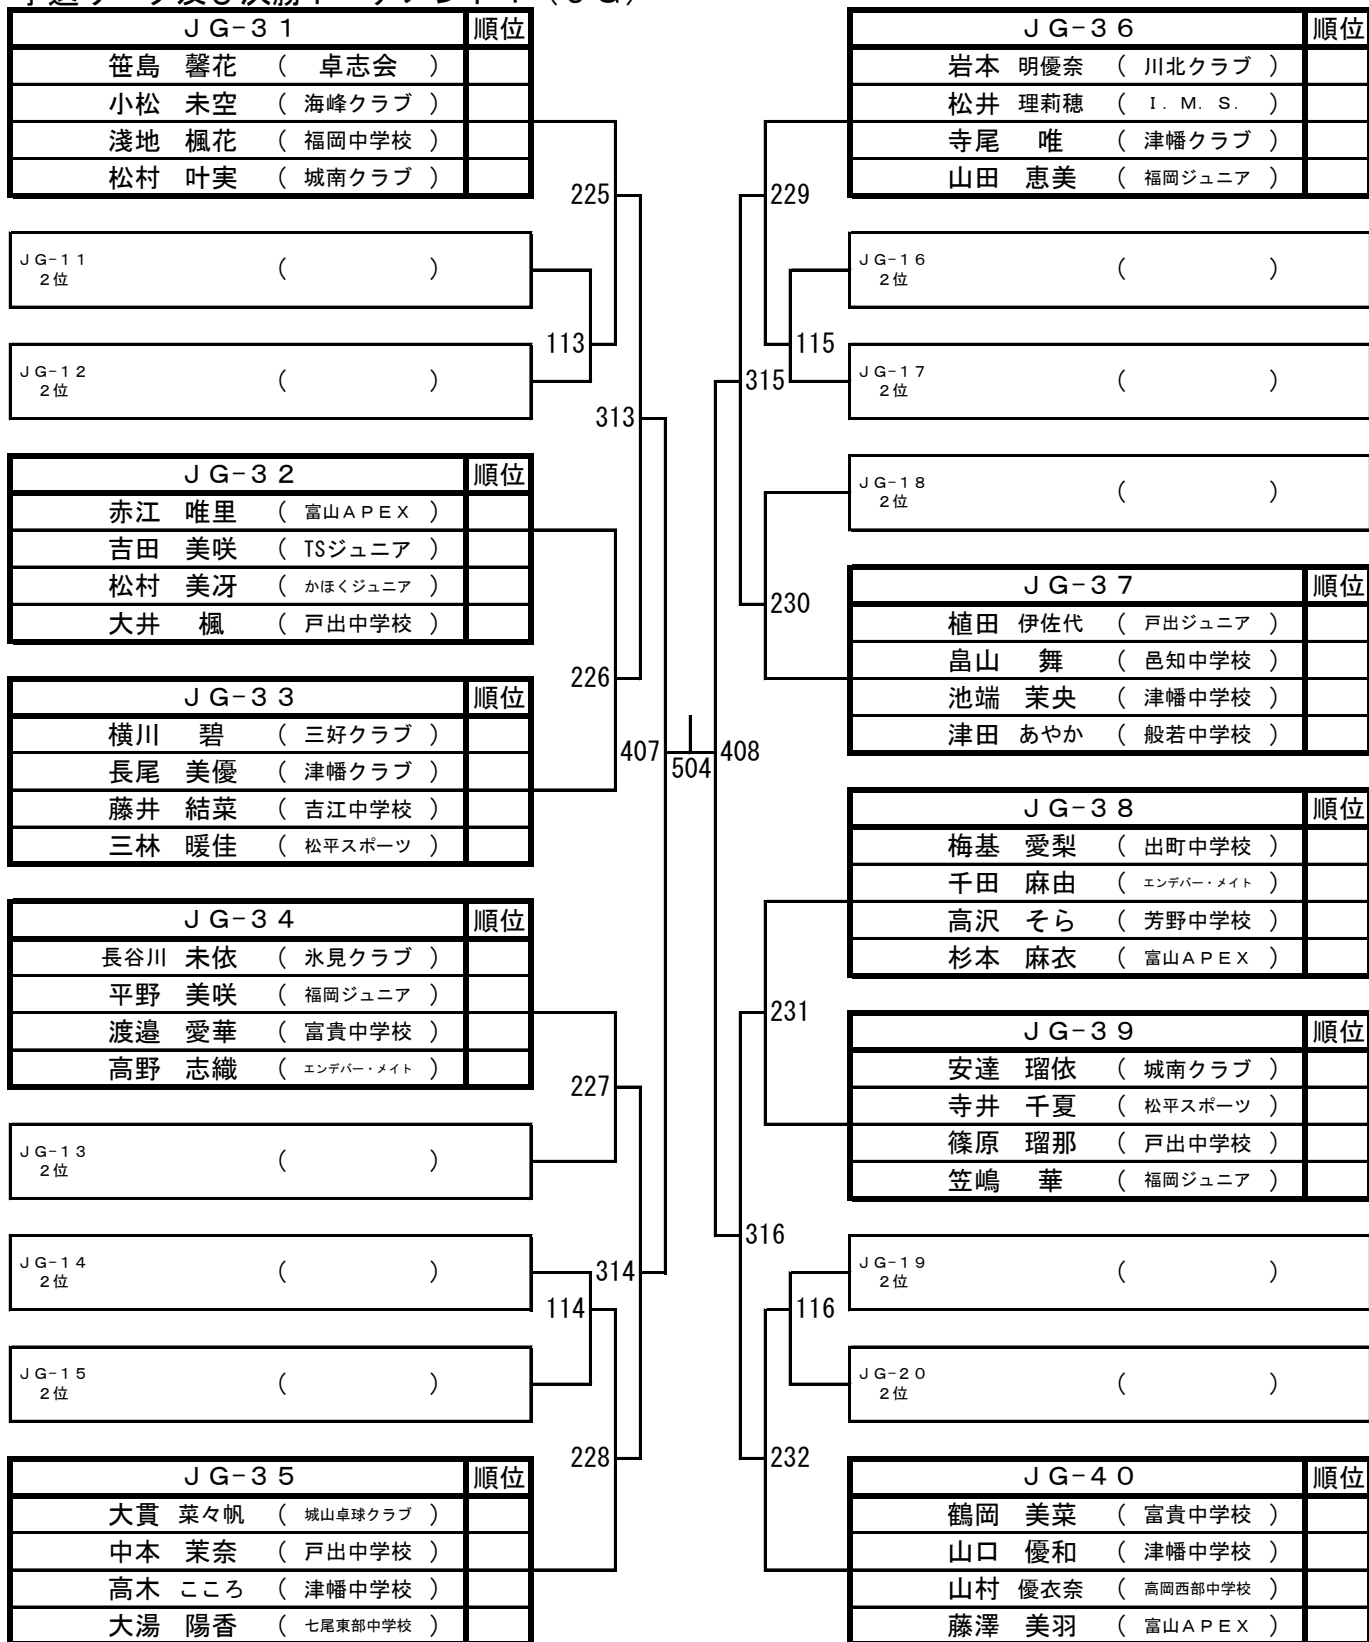 ＪＧ-３１ 順位
笹島 馨花 （ 卓志会 ）
小松 未空 （ 海峰クラブ ）
淺地 楓花 （ 福岡中学校 ）
松村 叶実 （ 城南クラブ ）
225
ＪＧ-１１
２位 （ ）
113
ＪＧ-１２
２位 （ ）
313
ＪＧ-３２ 順位
赤江 唯里 （ 富山ＡＰＥＸ ）
吉田 美咲 （ TSジュニア ）
松村 美冴 （ かほくジュニア ）
大井 楓 （ 戸出中学校 ）
226
ＪＧ-３３ 順位
横川 碧 （ 三好クラブ ）
長尾 美優 （ 津幡クラブ ）
藤井 結菜 （ 吉江中学校 ）
三林 暖佳 （ 松平スポーツ ）
407
504
408
ＪＧ-３４ 順位
長谷川 未依 （ 氷見クラブ ）
平野 美咲 （ 福岡ジュニア ）
渡邉 愛華 （ 富貴中学校 ）
高野 志織 （ エンデバー・メイト ）
227
ＪＧ-１３
２位 （ ）
ＪＧ-１４
２位 （ ）
314
114
ＪＧ-１５
２位 （ ）
228
ＪＧ-３５ 順位
大貫 菜々帆 （ 城山卓球クラブ ）
中本 茉奈 （ 戸出中学校 ）
高木 こころ （ 津幡中学校 ）
大湯 陽香 （ 七尾東部中学校 ）
ＪＧ-３６ 順位
岩本 明優奈 （ 川北クラブ ）
松井 理莉穂 （ Ｉ．Ｍ．Ｓ． ）
寺尾 唯 （ 津幡クラブ ）
山田 恵美 （ 福岡ジュニア ）
229
ＪＧ-１６
２位 （ ）
115
ＪＧ-１７
２位 （ ）
315
ＪＧ-１８
２位 （ ）
230
ＪＧ-３７ 順位
植田 伊佐代 （ 戸出ジュニア ）
畠山 舞 （ 邑知中学校 ）
池端 茉央 （ 津幡中学校 ）
津田 あやか （ 般若中学校 ）
ＪＧ-３８ 順位
梅基 愛梨 （ 出町中学校 ）
千田 麻由 （ エンデバー・メイト ）
高沢 そら （ 芳野中学校 ）
杉本 麻衣 （ 富山ＡＰＥＸ ）
231
ＪＧ-３９ 順位
安達 瑠依 （ 城南クラブ ）
寺井 千夏 （ 松平スポーツ ）
篠原 瑠那 （ 戸出中学校 ）
笠嶋 華 （ 福岡ジュニア ）
316
ＪＧ-１９
２位 （ ）
116
ＪＧ-２０
２位 （ ）
232
ＪＧ-４０ 順位
鶴岡 美菜 （ 富貴中学校 ）
山口 優和 （ 津幡中学校 ）
山村 優衣奈 （ 高岡西部中学校 ）
藤澤 美羽 （ 富山ＡＰＥＸ ）